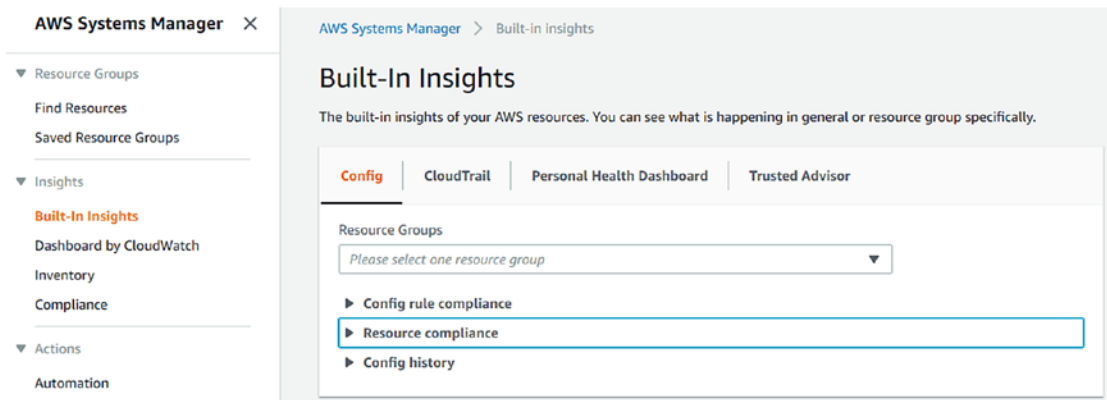 AWS Systems Manager ×
Resource Groups
Find Resources
Saved Resource Groups
Insights
Built-In Insights
Dashboard by CloudWatch
Inventory
Compliance
Actions
Automation
AWS Systems Manager > Built-in insights
Built-In Insights
The built-in insights of your AWS resources. You can see what is happening in general or resource group specifically.
Config CloudTrail Personal Health Dashboard Trusted Advisor
Resource Groups
Please select one resource group
Config rule compliance
Resource compliance
Config history